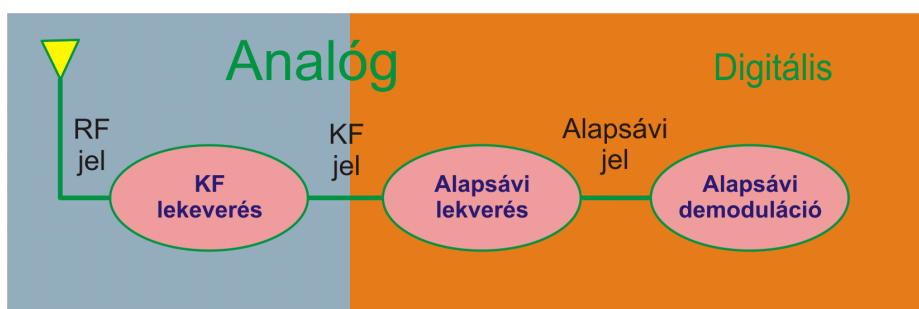 Analóg
Digitális
RF
jel
KF
lekeverés
KF
jel
Alapsávi
lekverés
Alapsávi
jel
Alapsávi
demoduláció